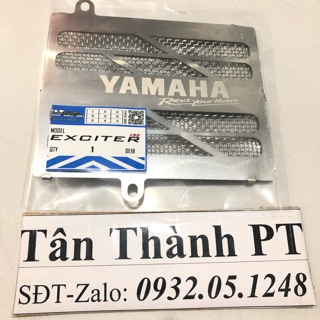 YAMAHA
Revs your Heart
MODEL
EXCITER
QTY
1
Tân Thành PT
SĐT-Zalo: 0932.05.1248